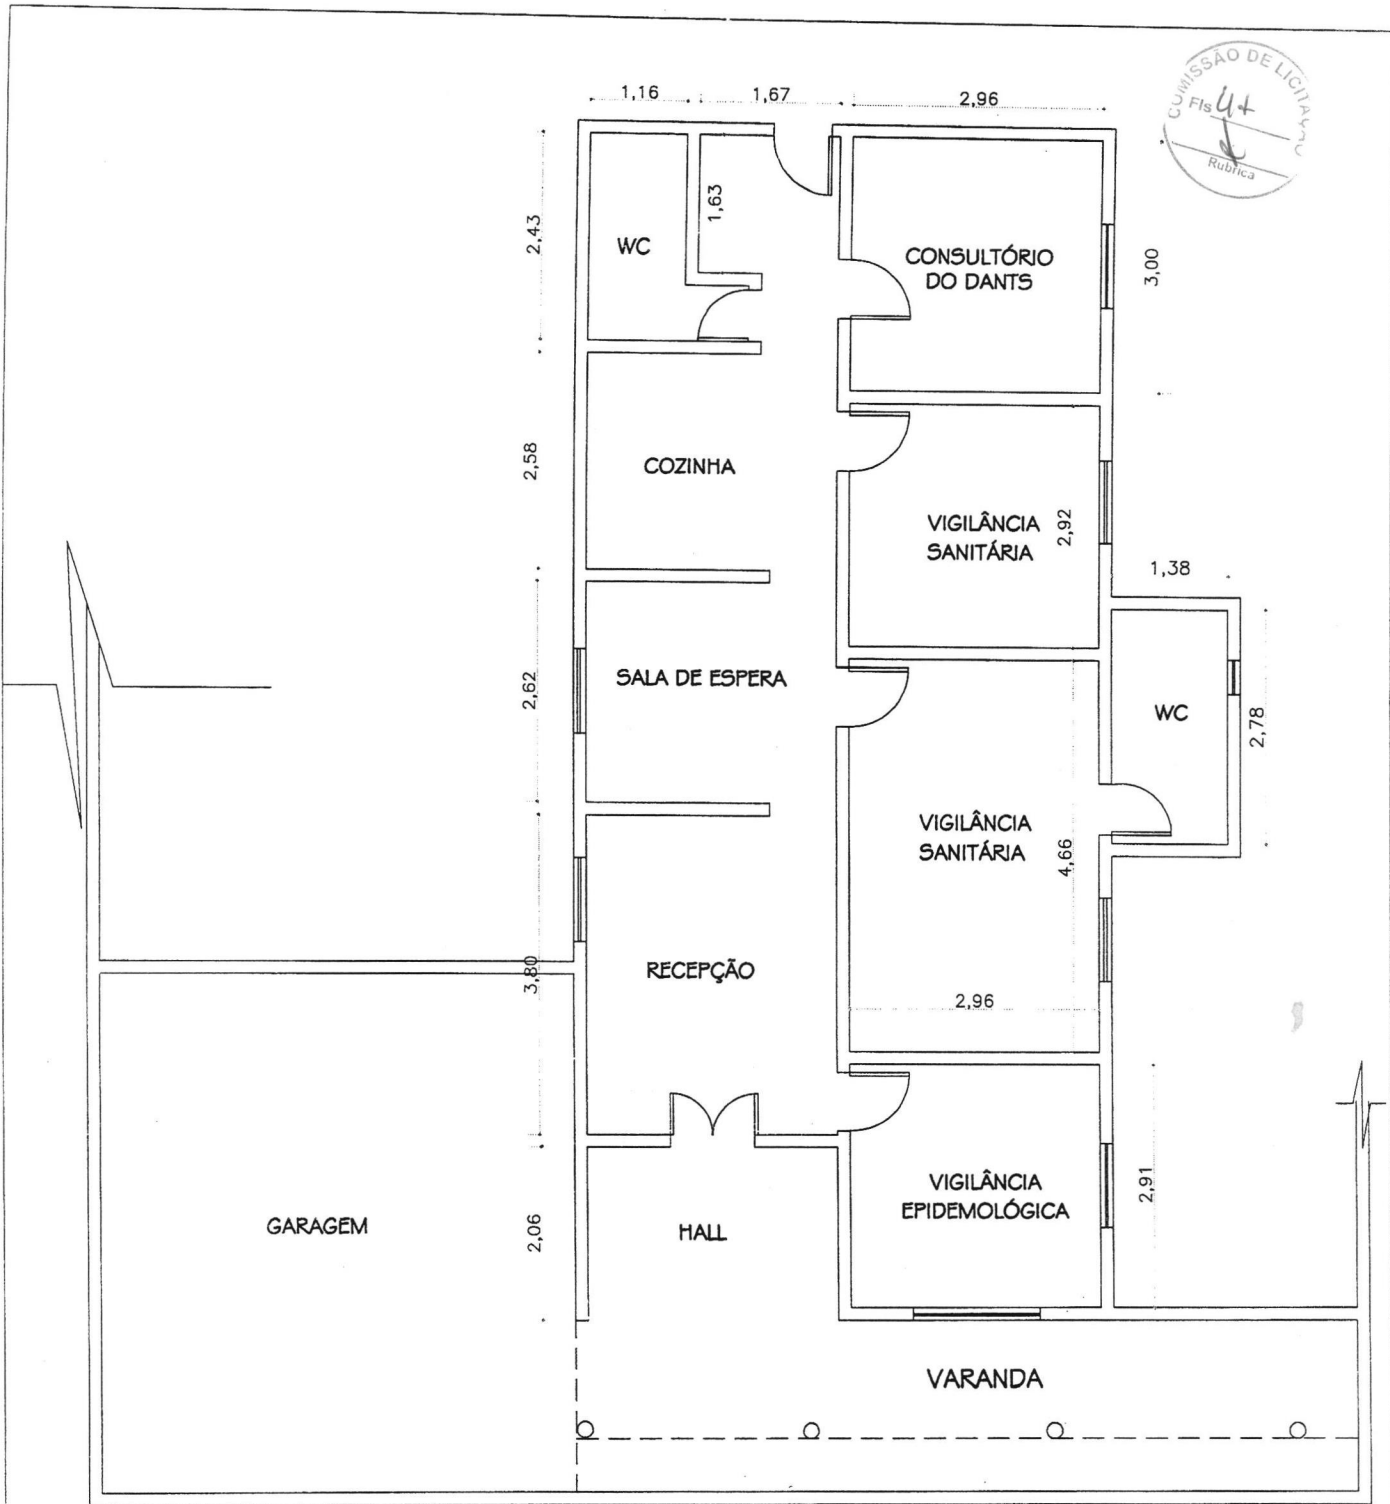 COMISSÃO DE LICITAÇÃO
Fls
Rubrica
1,16
1,67
2,96
2,43
1,63
WC
CONSULTÓRIO
DO DANTS
3,00
2,58
COZINHA
VIGILÂNCIA
SANITÁRIA
2,92
1,38
2,62
SALA DE ESPERA
WC
2,78
VIGILÂNCIA
SANITÁRIA
4,66
3,80
RECEPÇÃO
2,96
GARAGEM
2,06
HALL
VIGILÂNCIA
EPIDEMOLÓGICA
2,91
VARANDA